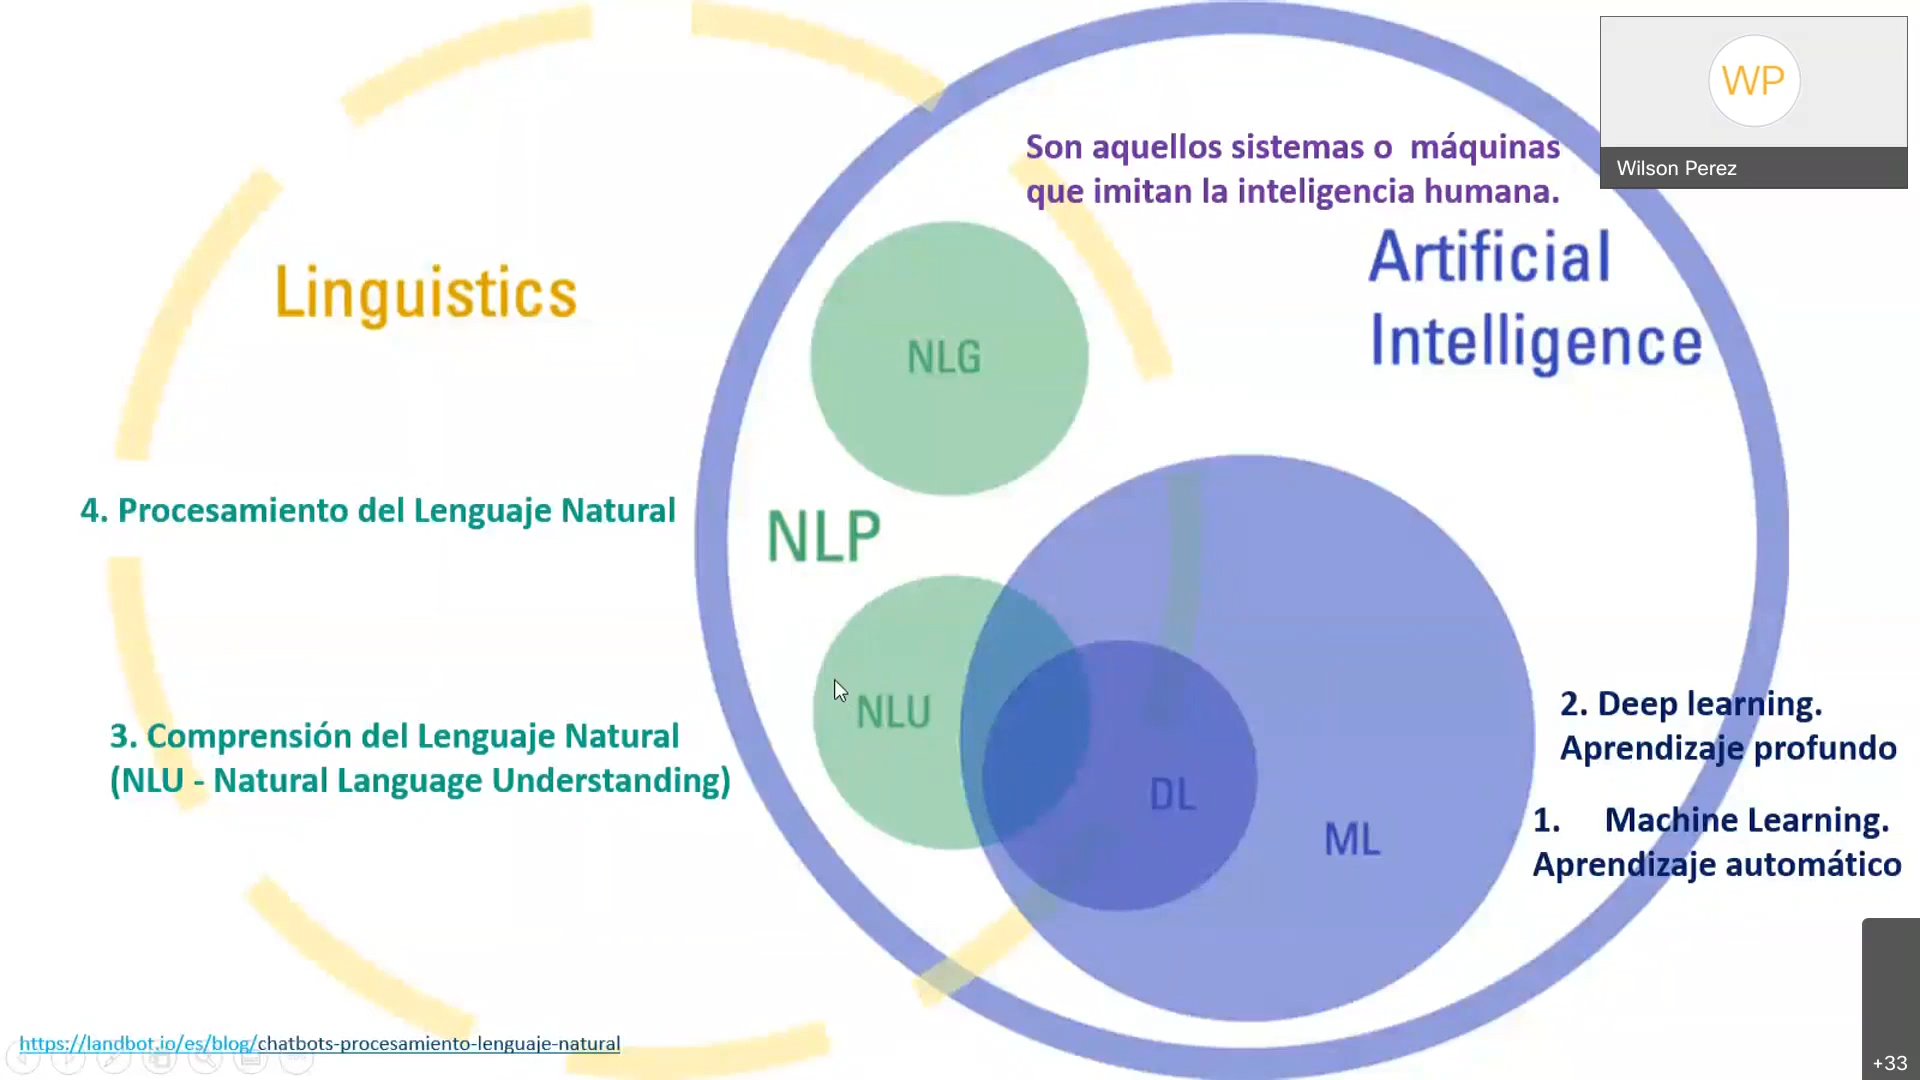 WP
Wilson Perez
Son aquellos sistemas o máquinas
que imitan la inteligencia humana.
Artificial
Intelligence
Linguistics
NLG
4. Procesamiento del Lenguaje Natural
NLP
NLU
3. Comprensión del Lenguaje Natural
(NLU - Natural Language Understanding)
DL
ML
2. Deep learning.
Aprendizaje profundo
1. Machine Learning.
Aprendizaje automático
https://landbot.io/es/blog/chatbots-procesamiento-lenguaje-natural
+33